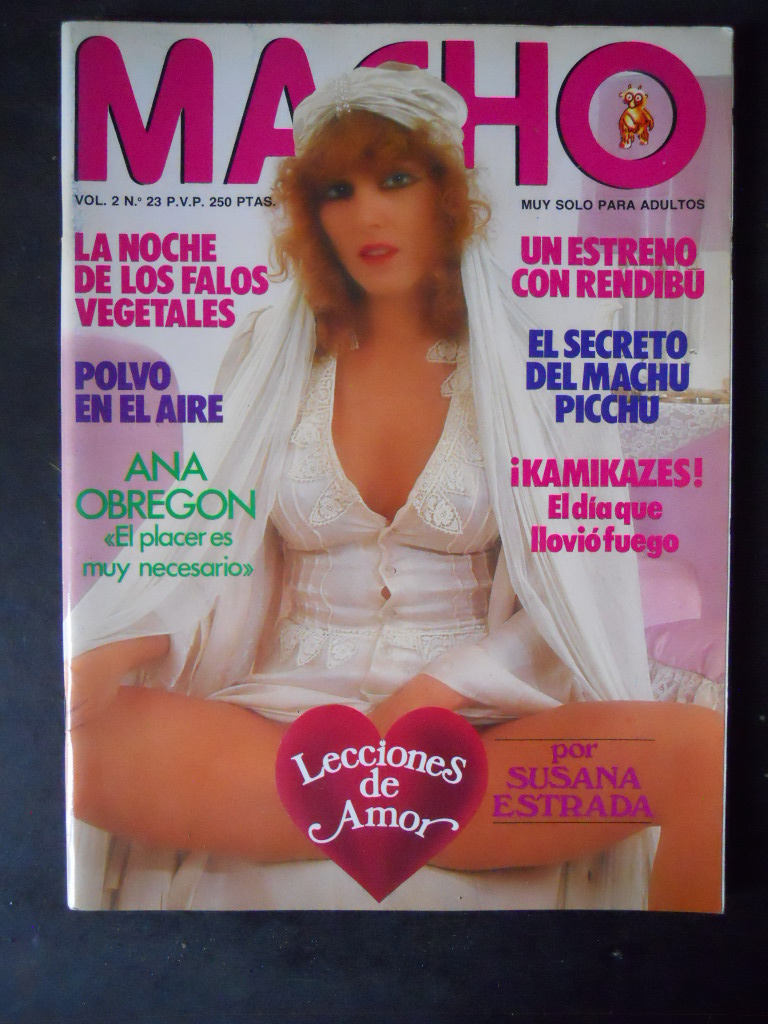 MACHO
VOL. 2 N.º 23 P.V.P. 250 PTAS.
MUY SOLO PARA ADULTOS
LA NOCHE
DE LOS FALOS
VEGETALES
POLVO
EN EL AIRE
ANA
OBREGON
«El placer es
muy necesario»
UN ESTRENO
CON RENDIBÚ
EL SECRETO
DEL MACHU
PICCHU
¡KAMIKAZES!
El día que
llovió fuego
Lecciones
de
Amor
por
SUSANA
ESTRADA